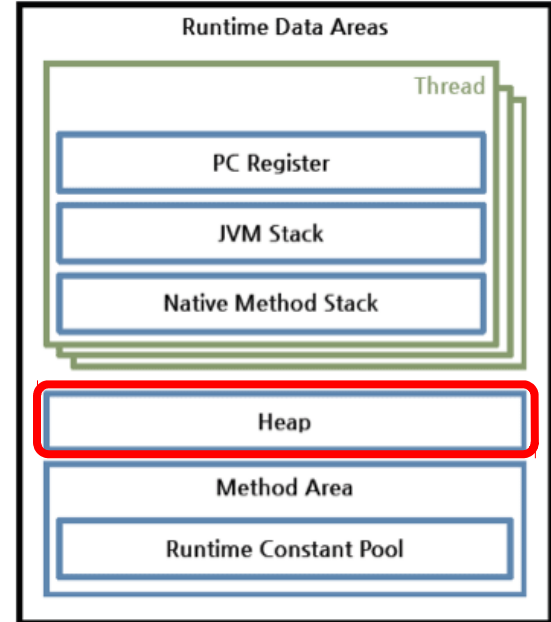 Runtime Data Areas
Thread
PC Register
JVM Stack
Native Method Stack
Heap
Method Area
Runtime Constant Pool